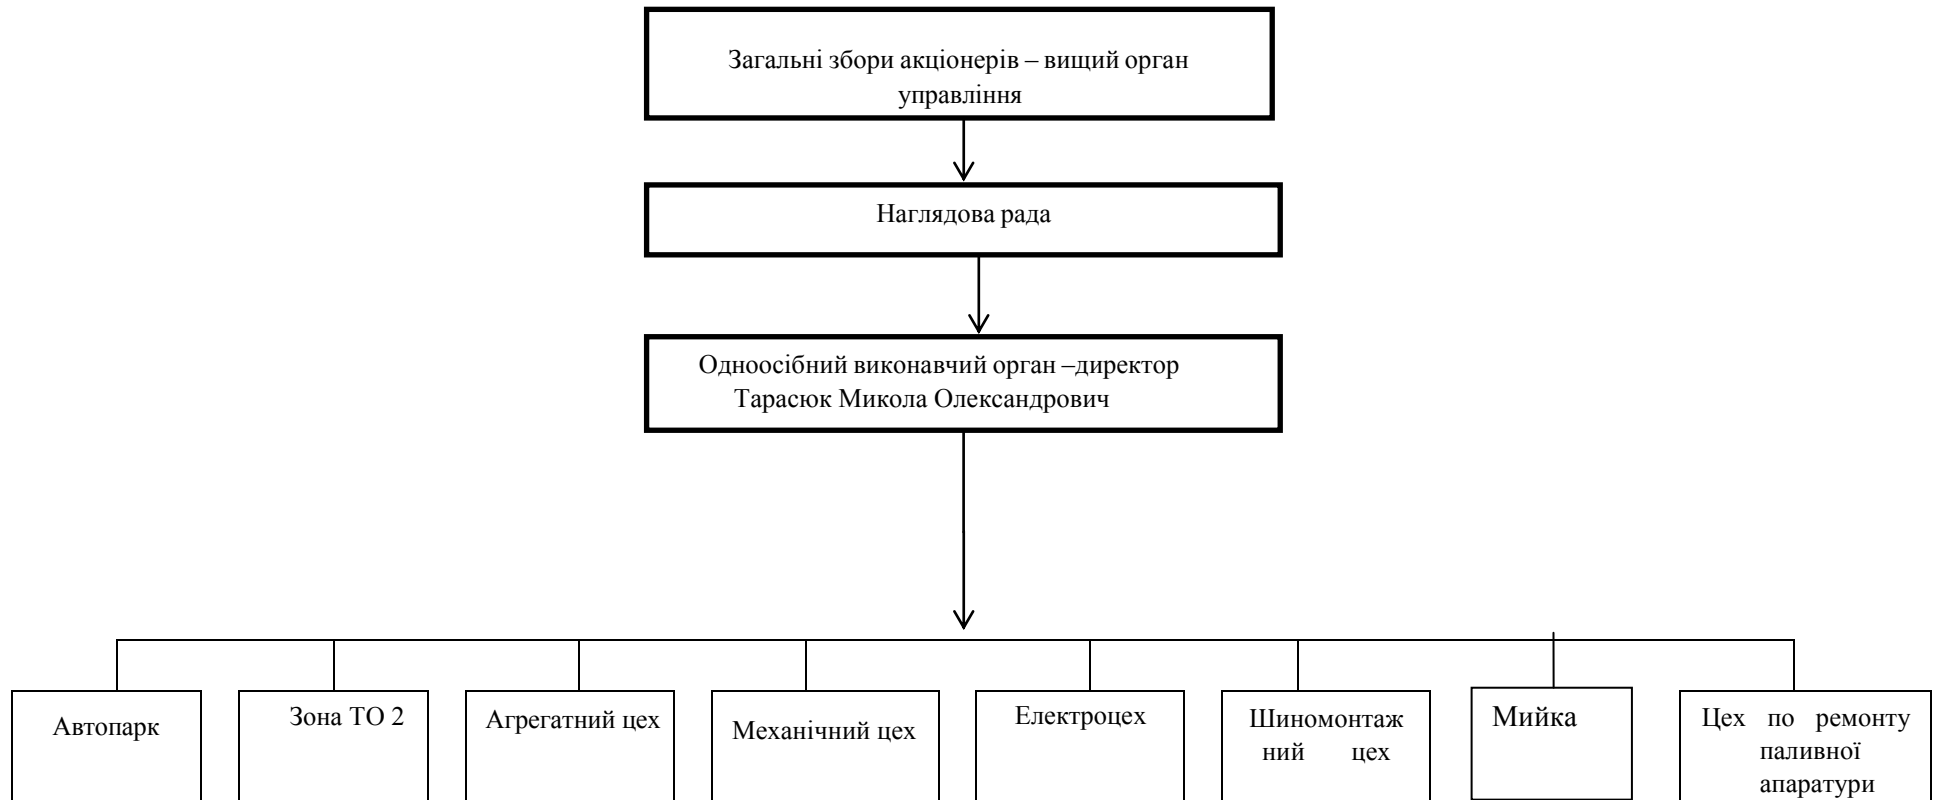 Загальні збори акціонерів – вищий орган
управління
Наглядова рада
Одноосібний виконавчий орган –директор
Тарасюк Микола Олександрович
Автопарк
Зона ТО 2
Агрегатний цех
Механічний цех
Електроцех
Шиномонтаж
ний цех
Мийка
Цех по ремонту
паливної
апаратури